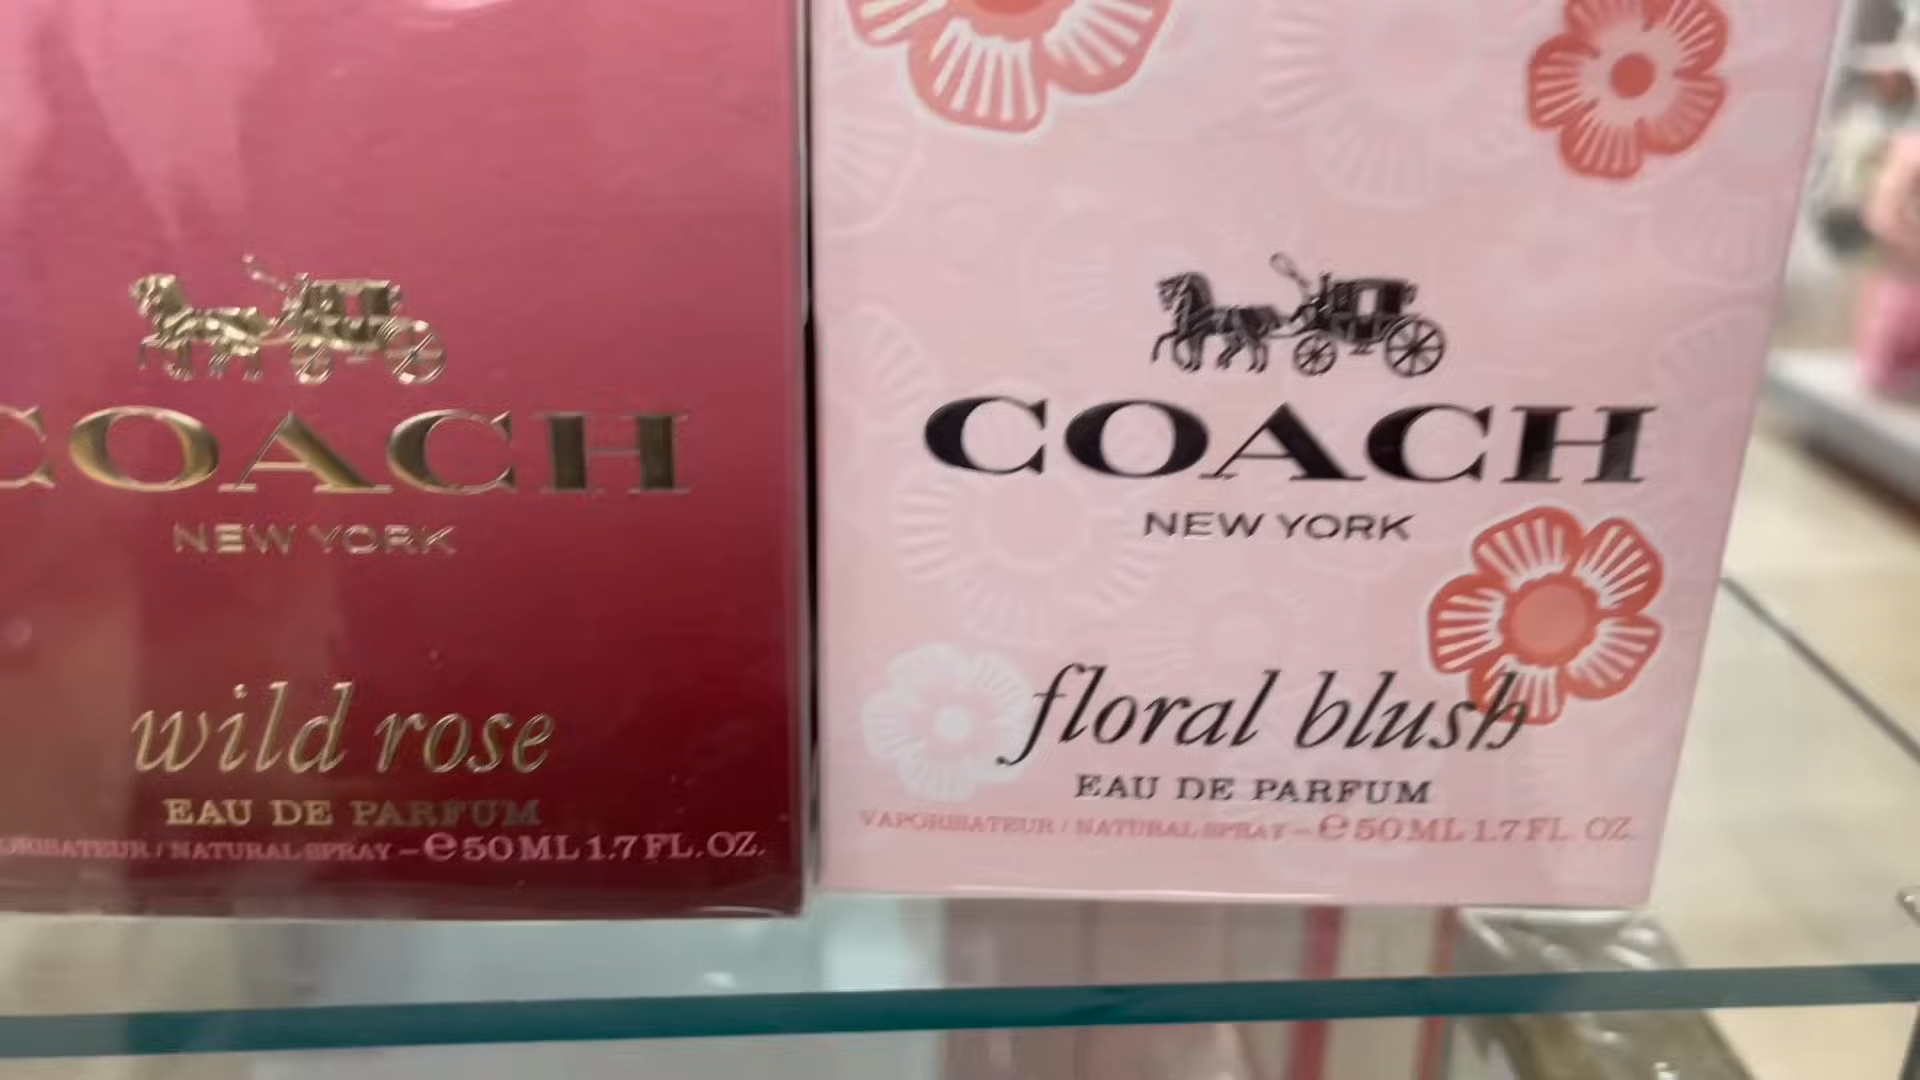 COACH
NEW YORK
wild rose
EAU DE PARFUM
NATURAL SPRAY - e 50 ML 1.7 FL. OZ.
COACH
NEW YORK
floral blush
EAU DE PARFUM
VAPORISATEUR / NATURAL SPRAY - e 50 ML 1.7 FL. OZ.